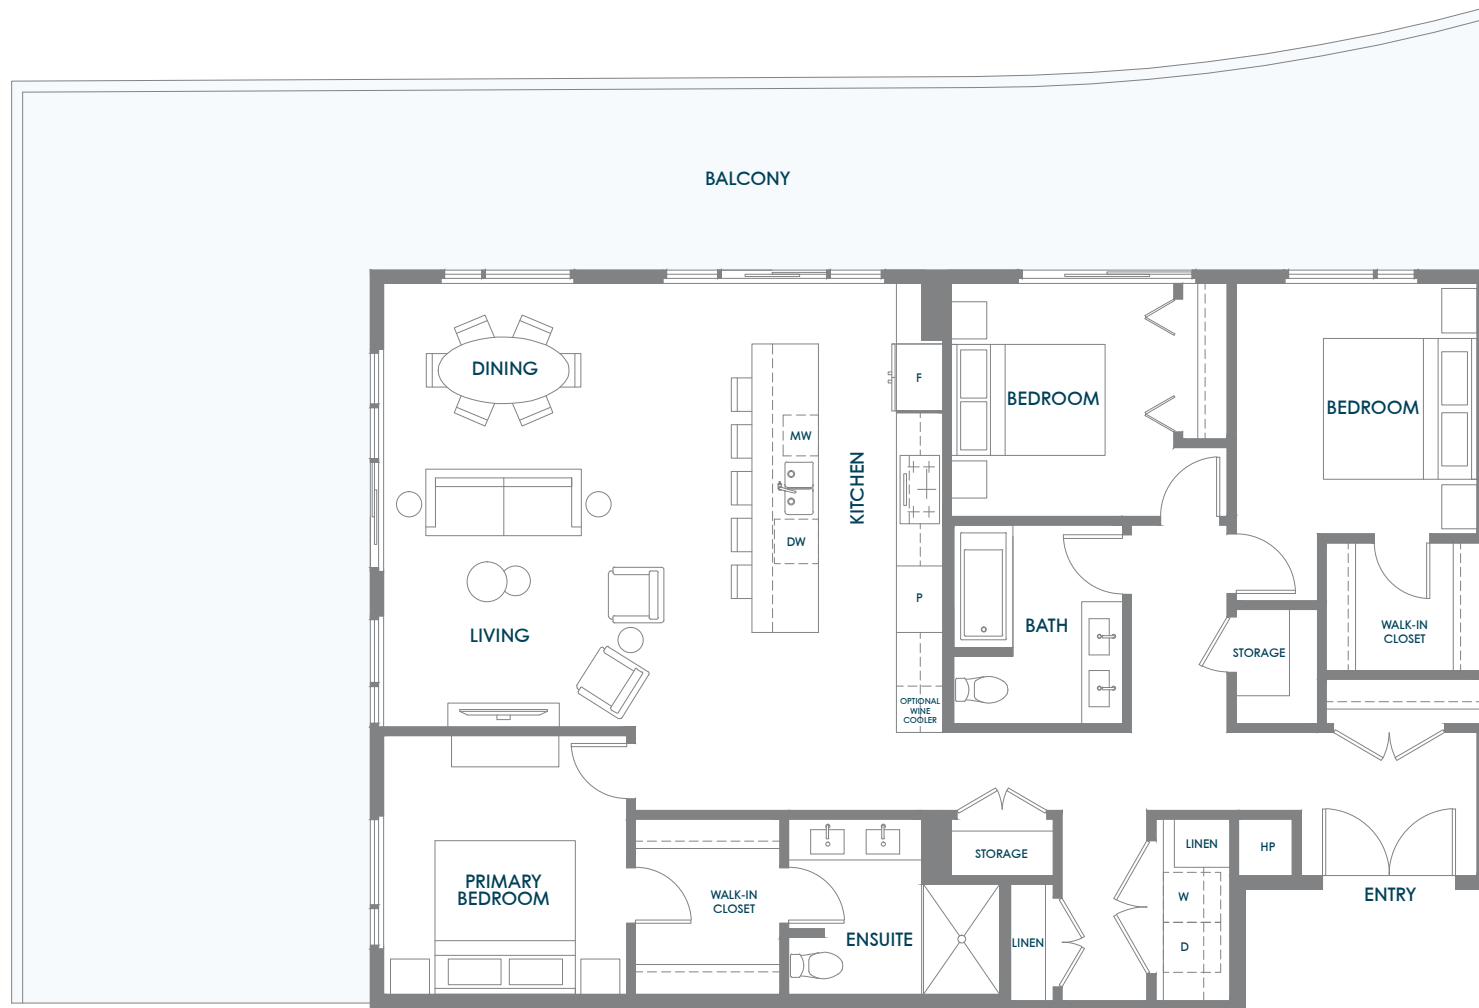 BALCONY
DINING
F
BEDROOM
BEDROOM
MW
KITCHEN
DW
P
LIVING
BATH
WALK-IN
CLOSET
STORAGE
OPTIONAL
WINE
COOLER
STORAGE
LINEN
HP
PRIMARY
BEDROOM
WALK-IN
CLOSET
W
ENTRY
ENSUITE
LINEN
D